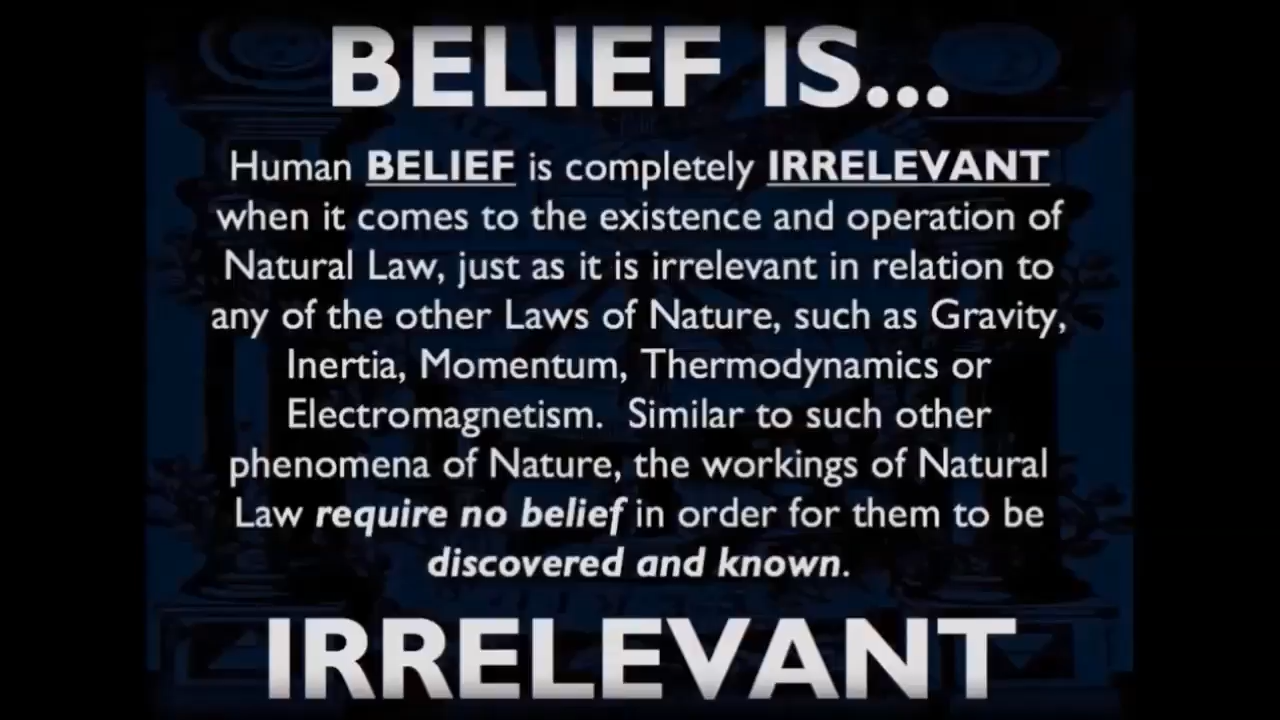 BELIEF IS...
Human BELIEF is completely IRRELEVANT
when it comes to the existence and operation of
Natural Law, just as it is irrelevant in relation to
any of the other Laws of Nature, such as Gravity,
Inertia, Momentum, Thermodynamics or
Electromagnetism.  Similar to such other
phenomena of Nature, the workings of Natural
Law require no belief in order for them to be
discovered and known.
IRRELEVANT